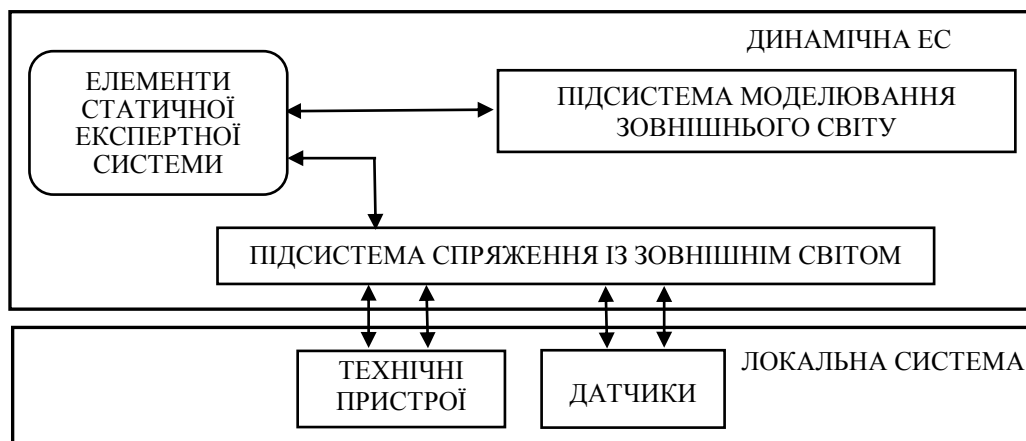 ДИНАМІЧНА ЕС
ЕЛЕМЕНТИ
СТАТИЧНОЇ
ЕКСПЕРТНОЇ
СИСТЕМИ
ПІДСИСТЕМА МОДЕЛЮВАННЯ
ЗОВНІШНЬОГО СВІТУ
ПІДСИСТЕМА СПРЯЖЕННЯ ІЗ ЗОВНІШНІМ СВІТОМ
ЛОКАЛЬНА СИСТЕМА
ТЕХНІЧНІ
ПРИСТРОЇ
ДАТЧИКИ